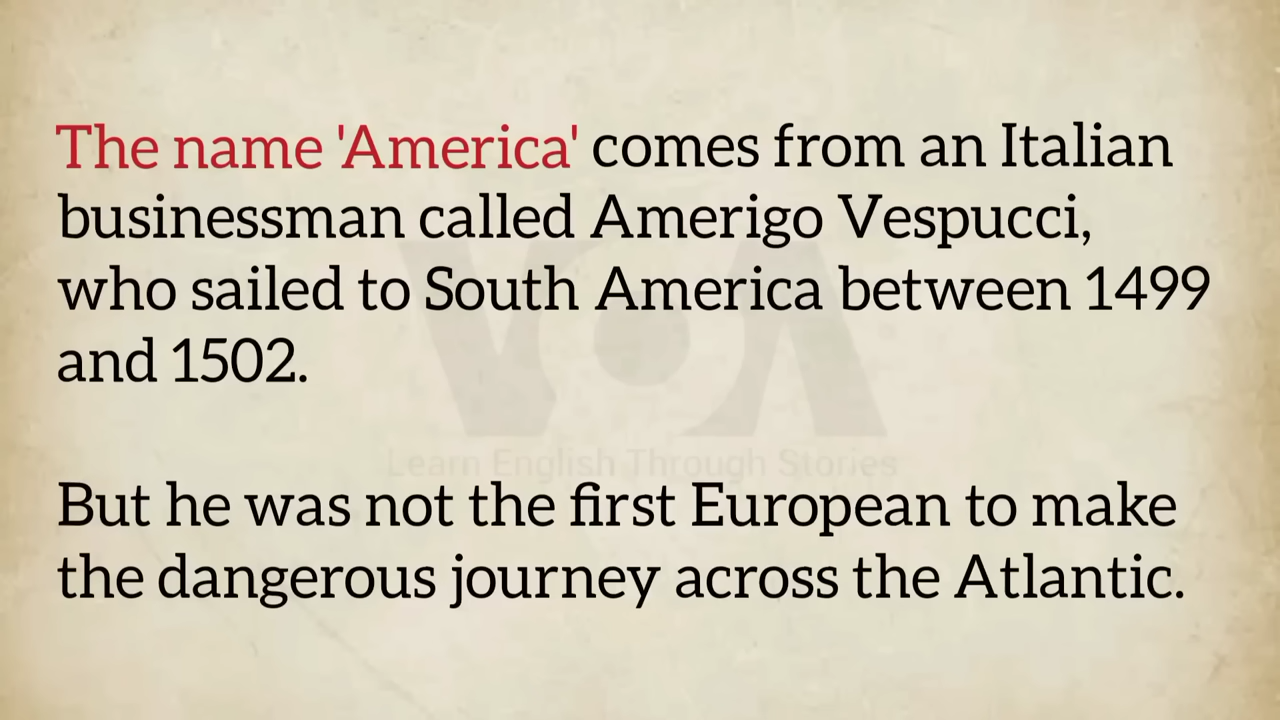 The name 'America' comes from an Italian
businessman called Amerigo Vespucci,
who sailed to South America between 1499
and 1502.
VOA
Learn English Through Stories
But he was not the first European to make
the dangerous journey across the Atlantic.